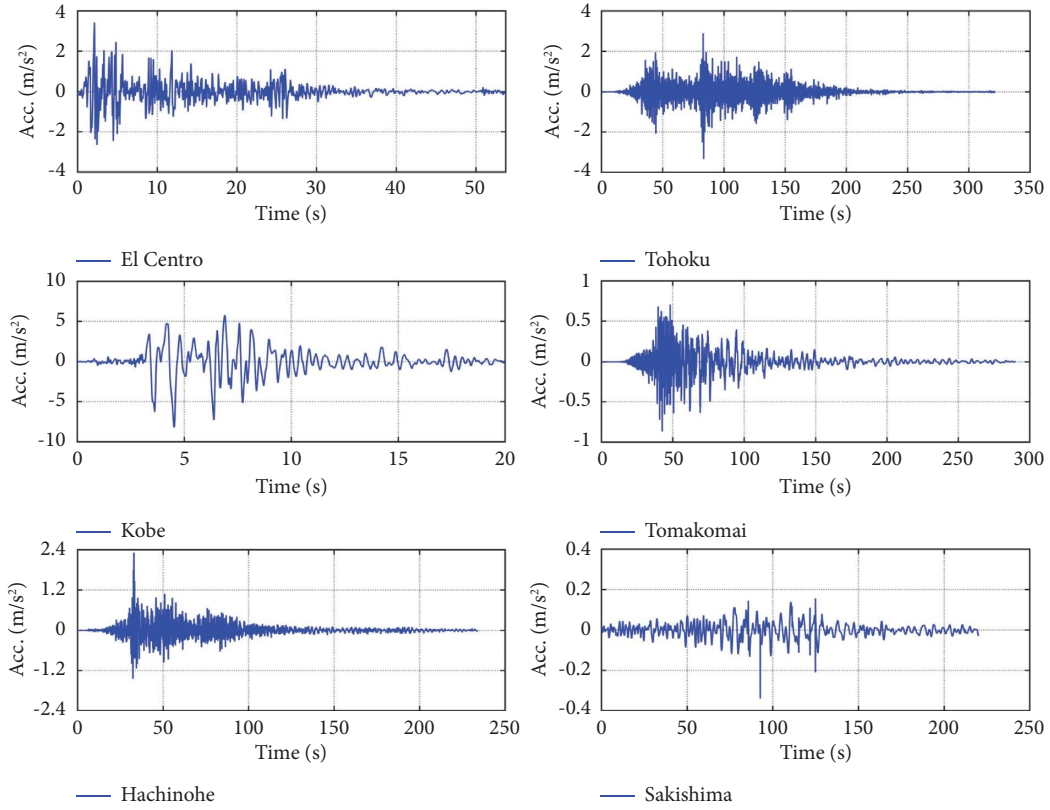 4
2
0
-2
-4
Acc. (m/s²)
0 10 20 30 40 50
Time (s)
El Centro
4
2
0
-2
-4
Acc. (m/s²)
0 50 100 150 200 250 300 350
Time (s)
Tohoku
10
5
0
-5
-10
Acc. (m/s²)
0 5 10 15 20
Time (s)
Kobe
1
0.5
0
-0.5
-1
Acc. (m/s²)
0 50 100 150 200 250 300
Time (s)
Tomakomai
2.4
1.2
0
-1.2
-2.4
Acc. (m/s²)
0 50 100 150 200 250
Time (s)
Hachinohe
0.4
0.2
0
-0.2
-0.4
Acc. (m/s²)
0 50 100 150 200 250
Time (s)
Sakishima